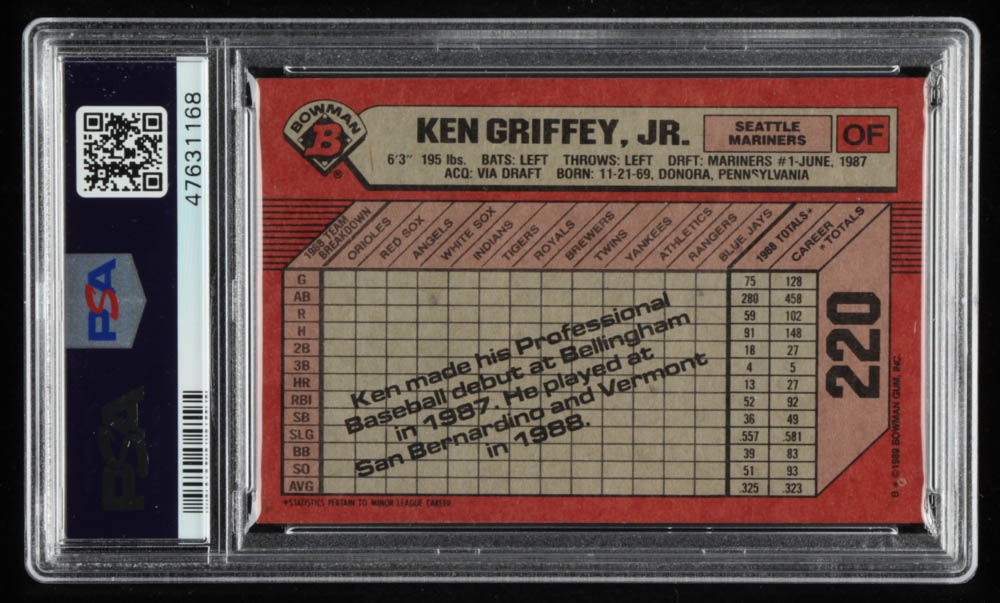 47631168
PSA
PSA
BOWMAN
B
®
KEN GRIFFEY, JR.
SEATTLE
MARINERS
OF
6'3" 195 lbs. BATS: LEFT THROWS: LEFT DRFT: MARINERS #1-JUNE, 1987
ACQ: VIA DRAFT BORN: 11-21-69, DONORA, PENNSYLVANIA
1988 TEAM
BREAKDOWN
ORIOLES
RED SOX
ANGELS
WHITE SOX
INDIANS
TIGERS
ROYALS
BREWERS
TWINS
YANKEES
ATHLETICS
RANGERS
BLUE JAYS
1988 TOTALS*
CAREER
*TOTALS
G 75 128
AB 280 458
R 59 102
H 91 148
2B 18 27
3B 4 5
HR 13 27
RBI 52 92
SB 36 49
SLG .557 .581
BB 39 83
SO 51 93
AVG .325 .323
Ken made his Professional
Baseball debut at Bellingham
in 1987. He played at
San Bernardino and Vermont
in 1988.
220
*STATISTICS PERTAIN TO MINOR LEAGUE CAREER
B * ©1989 BOWMAN GUM, INC.